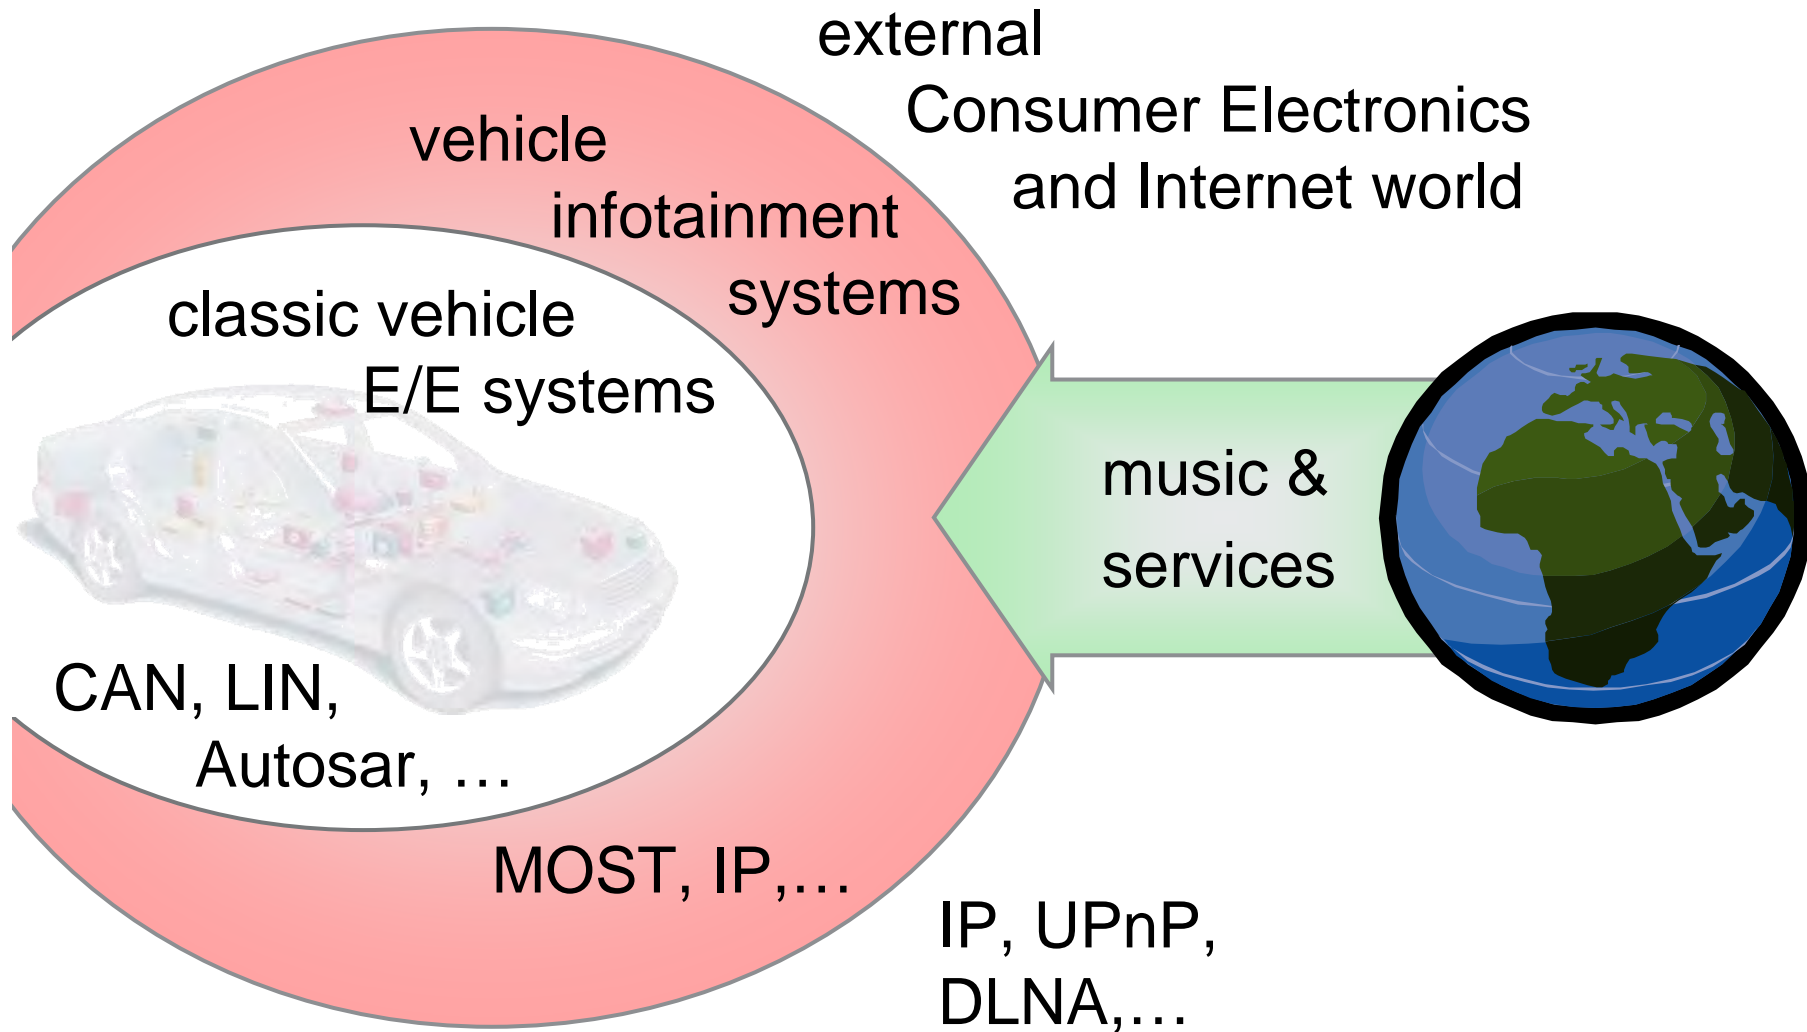 external
Consumer Electronics
and Internet world
vehicle
infotainment
systems
classic vehicle
E/E systems
music &
services
CAN, LIN,
Autosar, …
MOST, IP,…
IP, UPnP,
DLNA,…